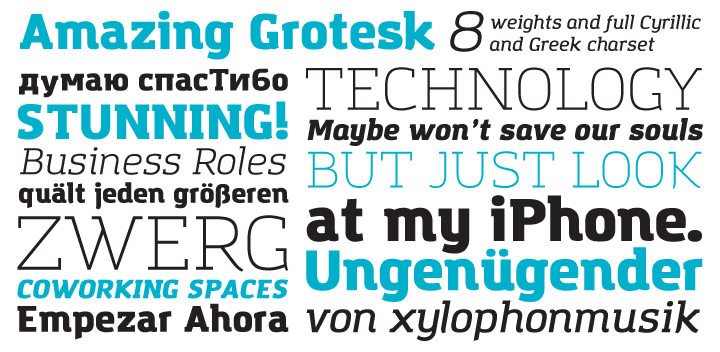 Amazing Grotesk
8 weights and full Cyrillic
and Greek charset
думаю спасТибо
STUNNING!
Business Roles
quält jeden größeren
ZWERG
COWORKING SPACES
Empezar Ahora
TECHNOLOGY
Maybe won't save our souls
BUT JUST LOOK
at my iPhone.
Ungenügender
von xylophonmusik